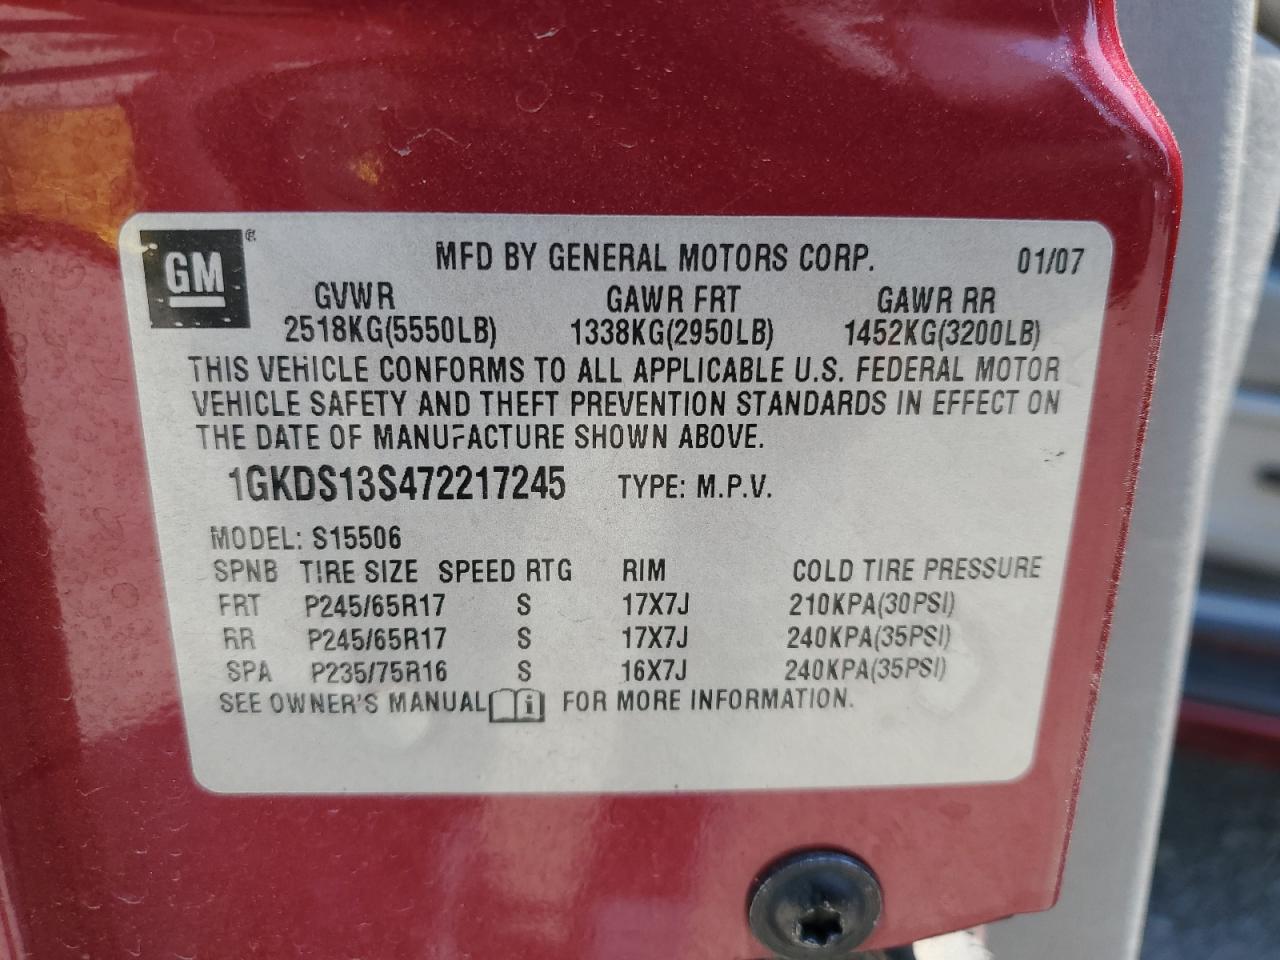 GM ®
MFD BY GENERAL MOTORS CORP. 01/07
GVWR GAWR FRT GAWR RR
2518KG(5550LB) 1338KG(2950LB) 1452KG(3200LB)
THIS VEHICLE CONFORMS TO ALL APPLICABLE U.S. FEDERAL MOTOR
VEHICLE SAFETY AND THEFT PREVENTION STANDARDS IN EFFECT ON
THE DATE OF MANUFACTURE SHOWN ABOVE.
1GKDS13S472217245 TYPE: M.P.V.
MODEL: S15506
SPNB TIRE SIZE SPEED RTG RIM COLD TIRE PRESSURE
FRT P245/65R17 S 17X7J 210KPA(30PSI)
RR P245/65R17 S 17X7J 240KPA(35PSI)
SPA P235/75R16 S 16X7J 240KPA(35PSI)
SEE OWNER'S MANUAL i FOR MORE INFORMATION.